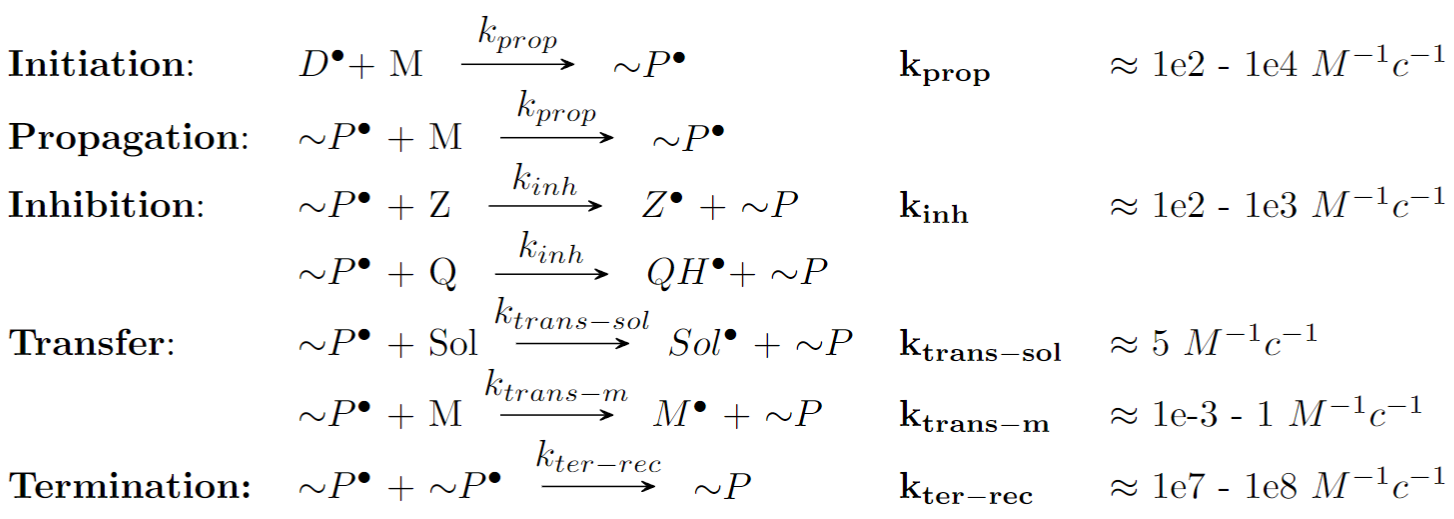 Initiation: D•+ M k_prop → ∼P• k_prop ≈ 1e2 - 1e4 M⁻¹c⁻¹
Propagation: ∼P• + M k_prop → ∼P•
Inhibition: ∼P• + Z k_inh → Z• + ∼P k_inh ≈ 1e2 - 1e3 M⁻¹c⁻¹
∼P• + Q k_inh → QH•+ ∼P
Transfer: ∼P• + Sol k_trans−sol → Sol• + ∼P k_trans−sol ≈ 5 M⁻¹c⁻¹
∼P• + M k_trans−m → M• + ∼P k_trans−m ≈ 1e-3 - 1 M⁻¹c⁻¹
Termination: ∼P• + ∼P• k_ter−rec → ∼P k_ter−rec ≈ 1e7 - 1e8 M⁻¹c⁻¹